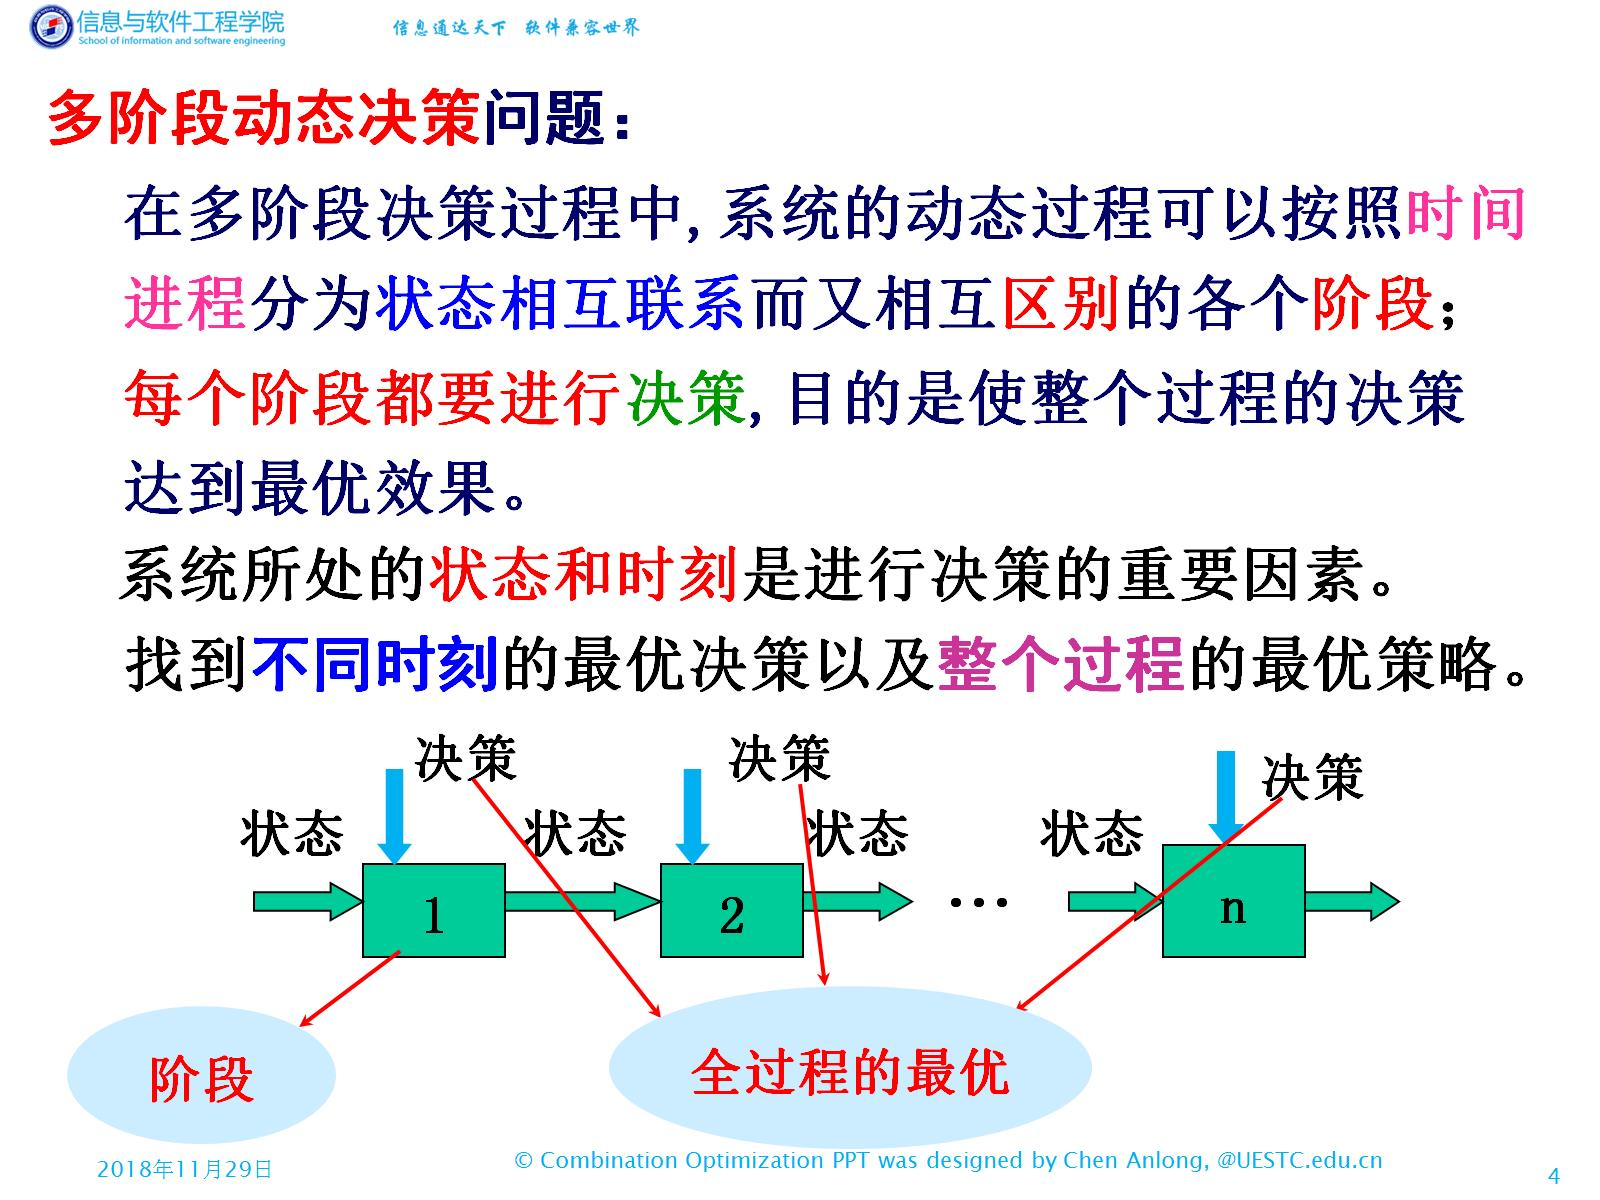 信息与软件工程学院
School of information and software engineering
信息通达天下 软件兼容世界
多阶段动态决策问题：
在多阶段决策过程中,系统的动态过程可以按照时间
进程分为状态相互联系而又相互区别的各个阶段；
每个阶段都要进行决策,目的是使整个过程的决策
达到最优效果。
系统所处的状态和时刻是进行决策的重要因素。
找到不同时刻的最优决策以及整个过程的最优策略。
决策 决策 决策
状态 状态 状态 状态
1 2 … n
阶段 全过程的最优
2018年11月29日 © Combination Optimization PPT was designed by Chen Anlong, @UESTC.edu.cn 4